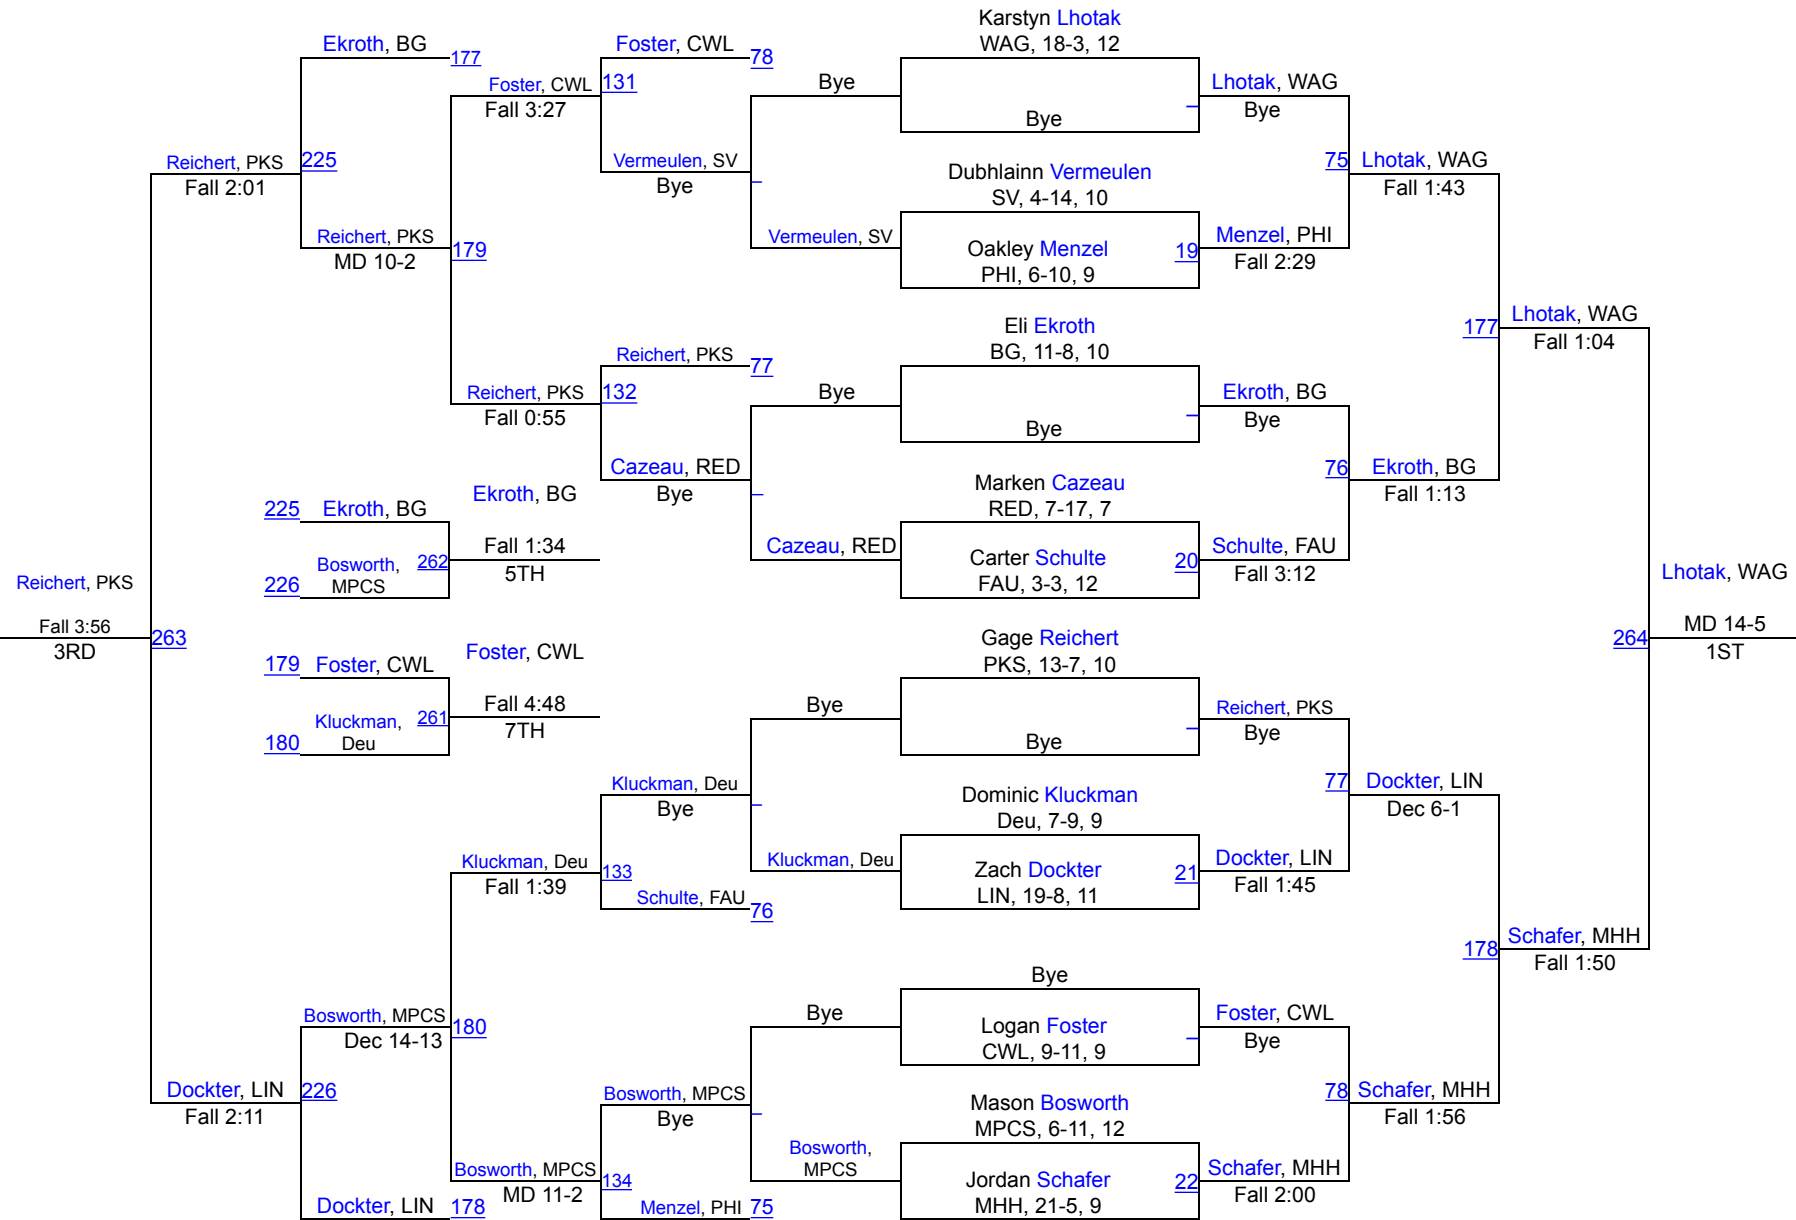 Karstyn Lhotak
WAG, 18-3, 12
Ekroth, BG
177
Foster, CWL
78
Foster, CWL
131
Fall 3:27
Bye
Lhotak, WAG
Bye
Bye
Reichert, PKS
225
Fall 2:01
Vermeulen, SV
Bye
Dubhlainn Vermeulen
SV, 4-14, 10
75
Lhotak, WAG
Fall 1:43
Reichert, PKS
179
MD 10-2
Vermeulen, SV
Oakley Menzel
PHI, 6-10, 9
19
Menzel, PHI
Fall 2:29
Eli Ekroth
BG, 11-8, 10
177
Lhotak, WAG
Fall 1:04
Reichert, PKS
77
Reichert, PKS
132
Fall 0:55
Bye
Bye
Ekroth, BG
Bye
Cazeau, RED
Bye
Marken Cazeau
RED, 7-17, 7
76
Ekroth, BG
Fall 1:13
225
Ekroth, BG
Ekroth, BG
Bosworth,
MPCS
262
226
Fall 1:34
5TH
Cazeau, RED
Carter Schulte
FAU, 3-3, 12
20
Schulte, FAU
Fall 3:12
Reichert, PKS
Fall 3:56
3RD
263
Lhotak, WAG
264
MD 14-5
1ST
179
Foster, CWL
Foster, CWL
Kluckman,
Deu
261
180
Fall 4:48
7TH
Gage Reichert
PKS, 13-7, 10
Bye
Bye
Reichert, PKS
Bye
Kluckman, Deu
Bye
Dominic Kluckman
Deu, 7-9, 9
77
Dockter, LIN
Dec 6-1
Kluckman, Deu
Fall 1:39
133
Schulte, FAU
76
Kluckman, Deu
Zach Dockter
LIN, 19-8, 11
21
Dockter, LIN
Fall 1:45
178
Schafer, MHH
Fall 1:50
Bye
Bye
Logan Foster
CWL, 9-11, 9
Foster, CWL
Bye
Bosworth, MPCS
180
Dec 14-13
Dockter, LIN
226
Fall 2:11
Bosworth, MPCS
Bye
Mason Bosworth
MPCS, 6-11, 12
78
Schafer, MHH
Fall 1:56
Bosworth, MPCS
134
MD 11-2
Bosworth,
MPCS
Jordan Schafer
MHH, 21-5, 9
22
Schafer, MHH
Fall 2:00
Dockter, LIN
178
Menzel, PHI
75